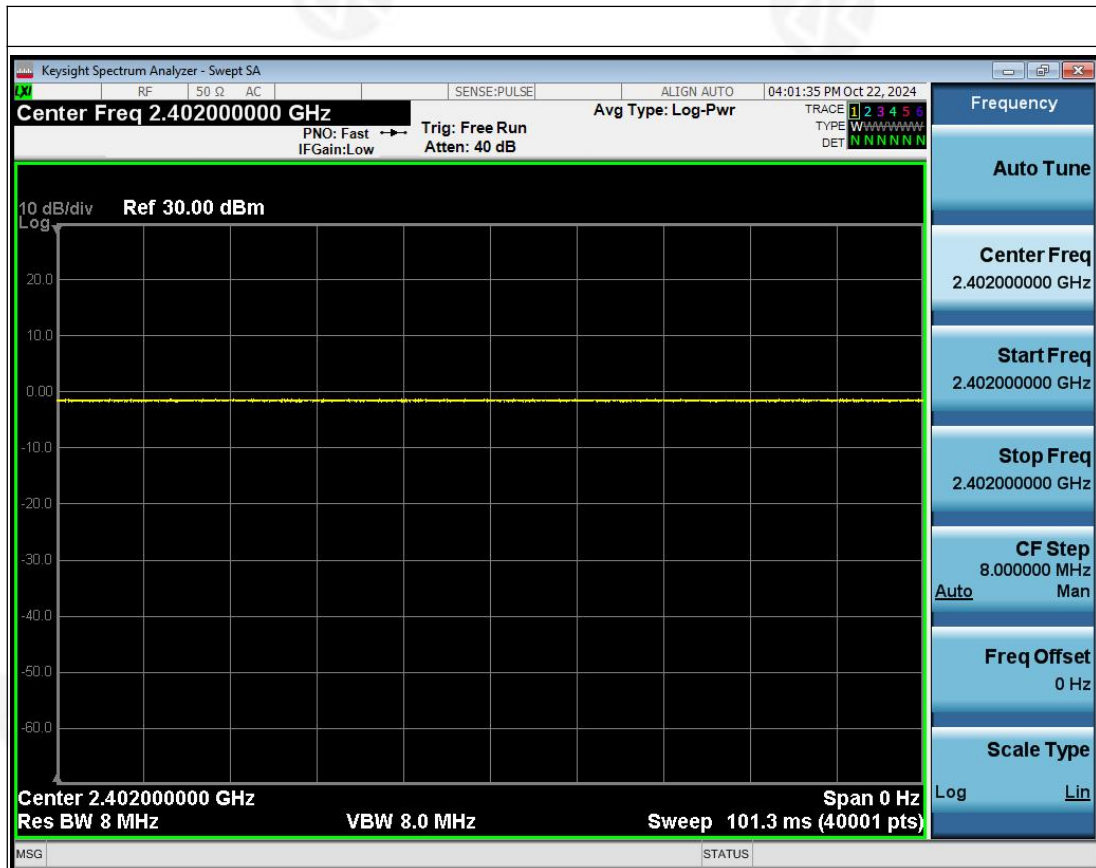 Keysight Spectrum Analyzer - Swept SA
LXI RF 50 Ω AC SENSE:PULSE ALIGN AUTO 04:01:35 PM Oct 22, 2024
Center Freq 2.402000000 GHz
PNO: Fast
IFGain:Low
Trig: Free Run
Atten: 40 dB
Avg Type: Log-Pwr
TRACE 1 2 3 4 5 6
TYPE WWWWWW
DET N N N N N N
10 dB/div
Log
Ref 30.00 dBm
20.0
10.0
0.00
-10.0
-20.0
-30.0
-40.0
-50.0
-60.0
Center 2.402000000 GHz
Span 0 Hz
Res BW 8 MHz
VBW 8.0 MHz
Sweep 101.3 ms (40001 pts)
MSG
STATUS
Frequency
Auto Tune
Center Freq
2.402000000 GHz
Start Freq
2.402000000 GHz
Stop Freq
2.402000000 GHz
CF Step
8.000000 MHz
Auto Man
Freq Offset
0 Hz
Scale Type
Log Lin